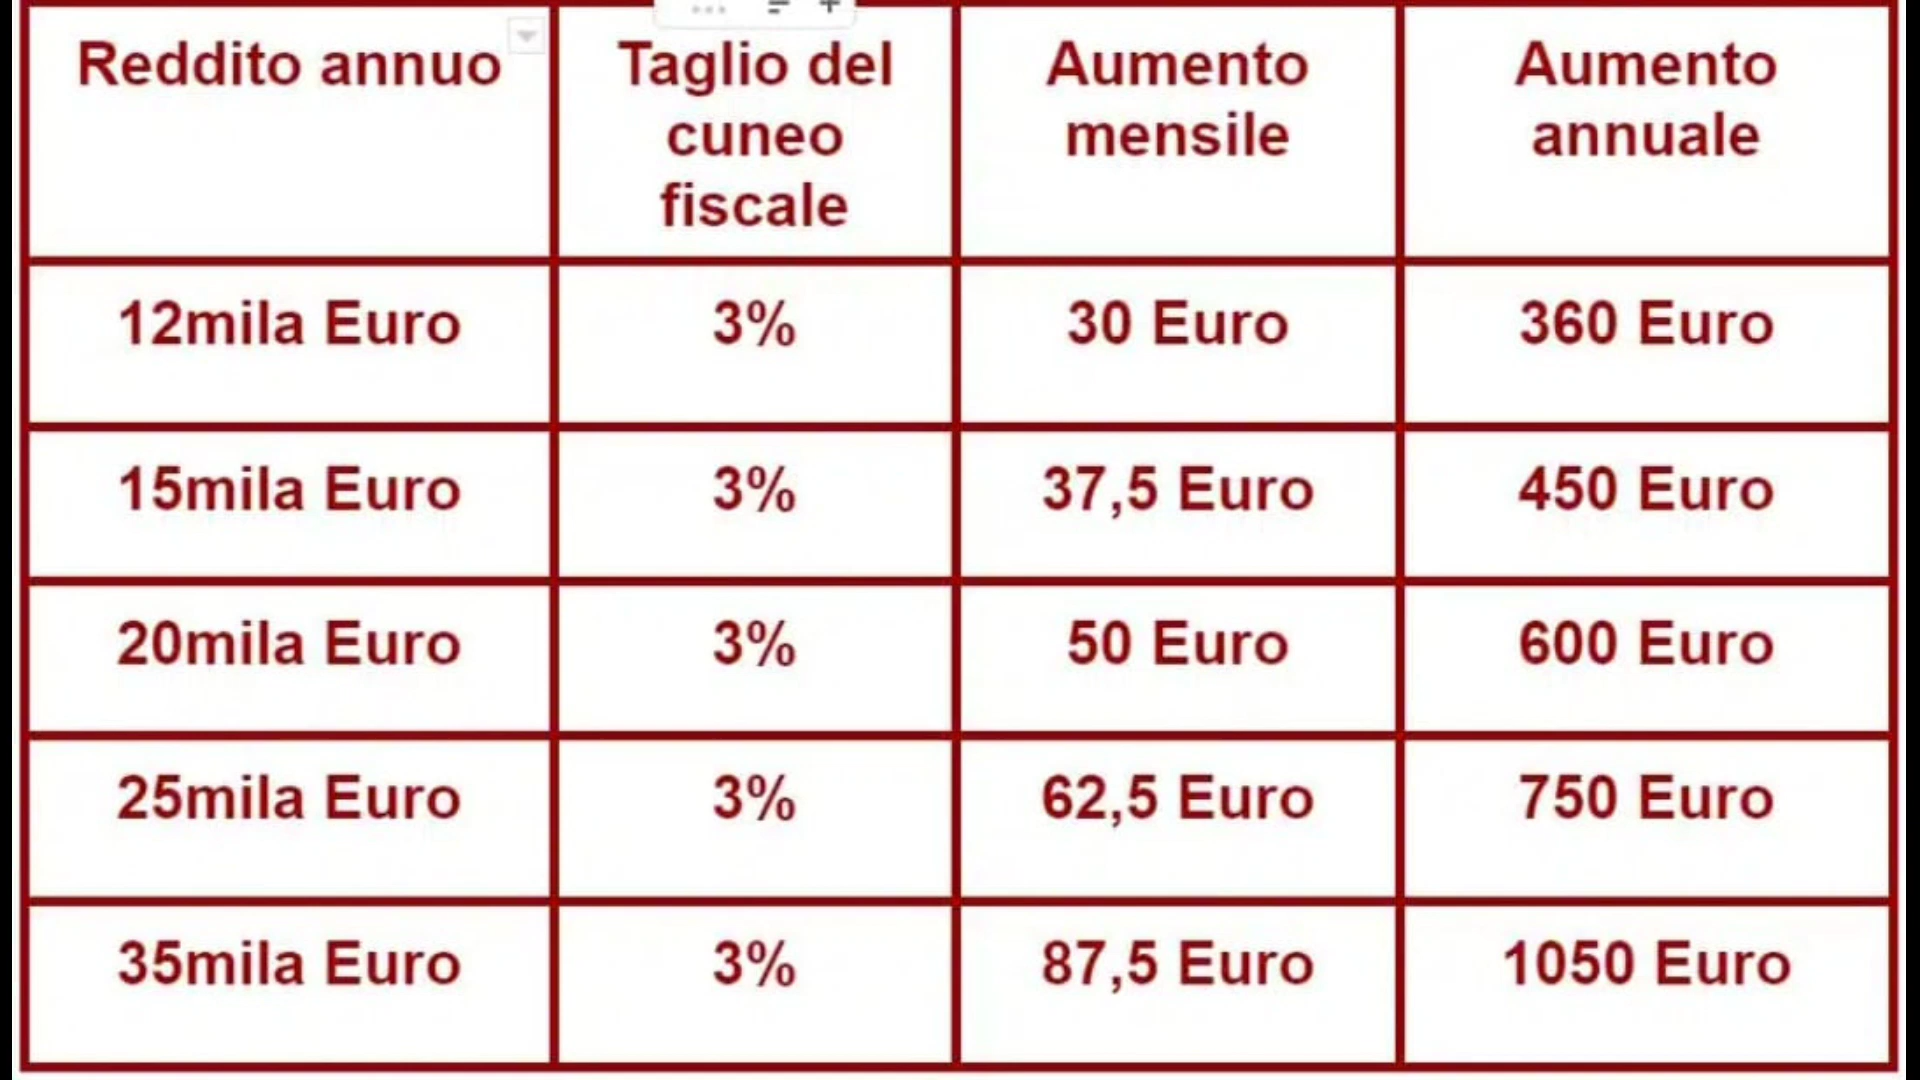 Reddito annuo
Taglio del
cuneo
fiscale
Aumento
mensile
Aumento
annuale
12mila Euro
3%
30 Euro
360 Euro
15mila Euro
3%
37,5 Euro
450 Euro
20mila Euro
3%
50 Euro
600 Euro
25mila Euro
3%
62,5 Euro
750 Euro
35mila Euro
3%
87,5 Euro
1050 Euro